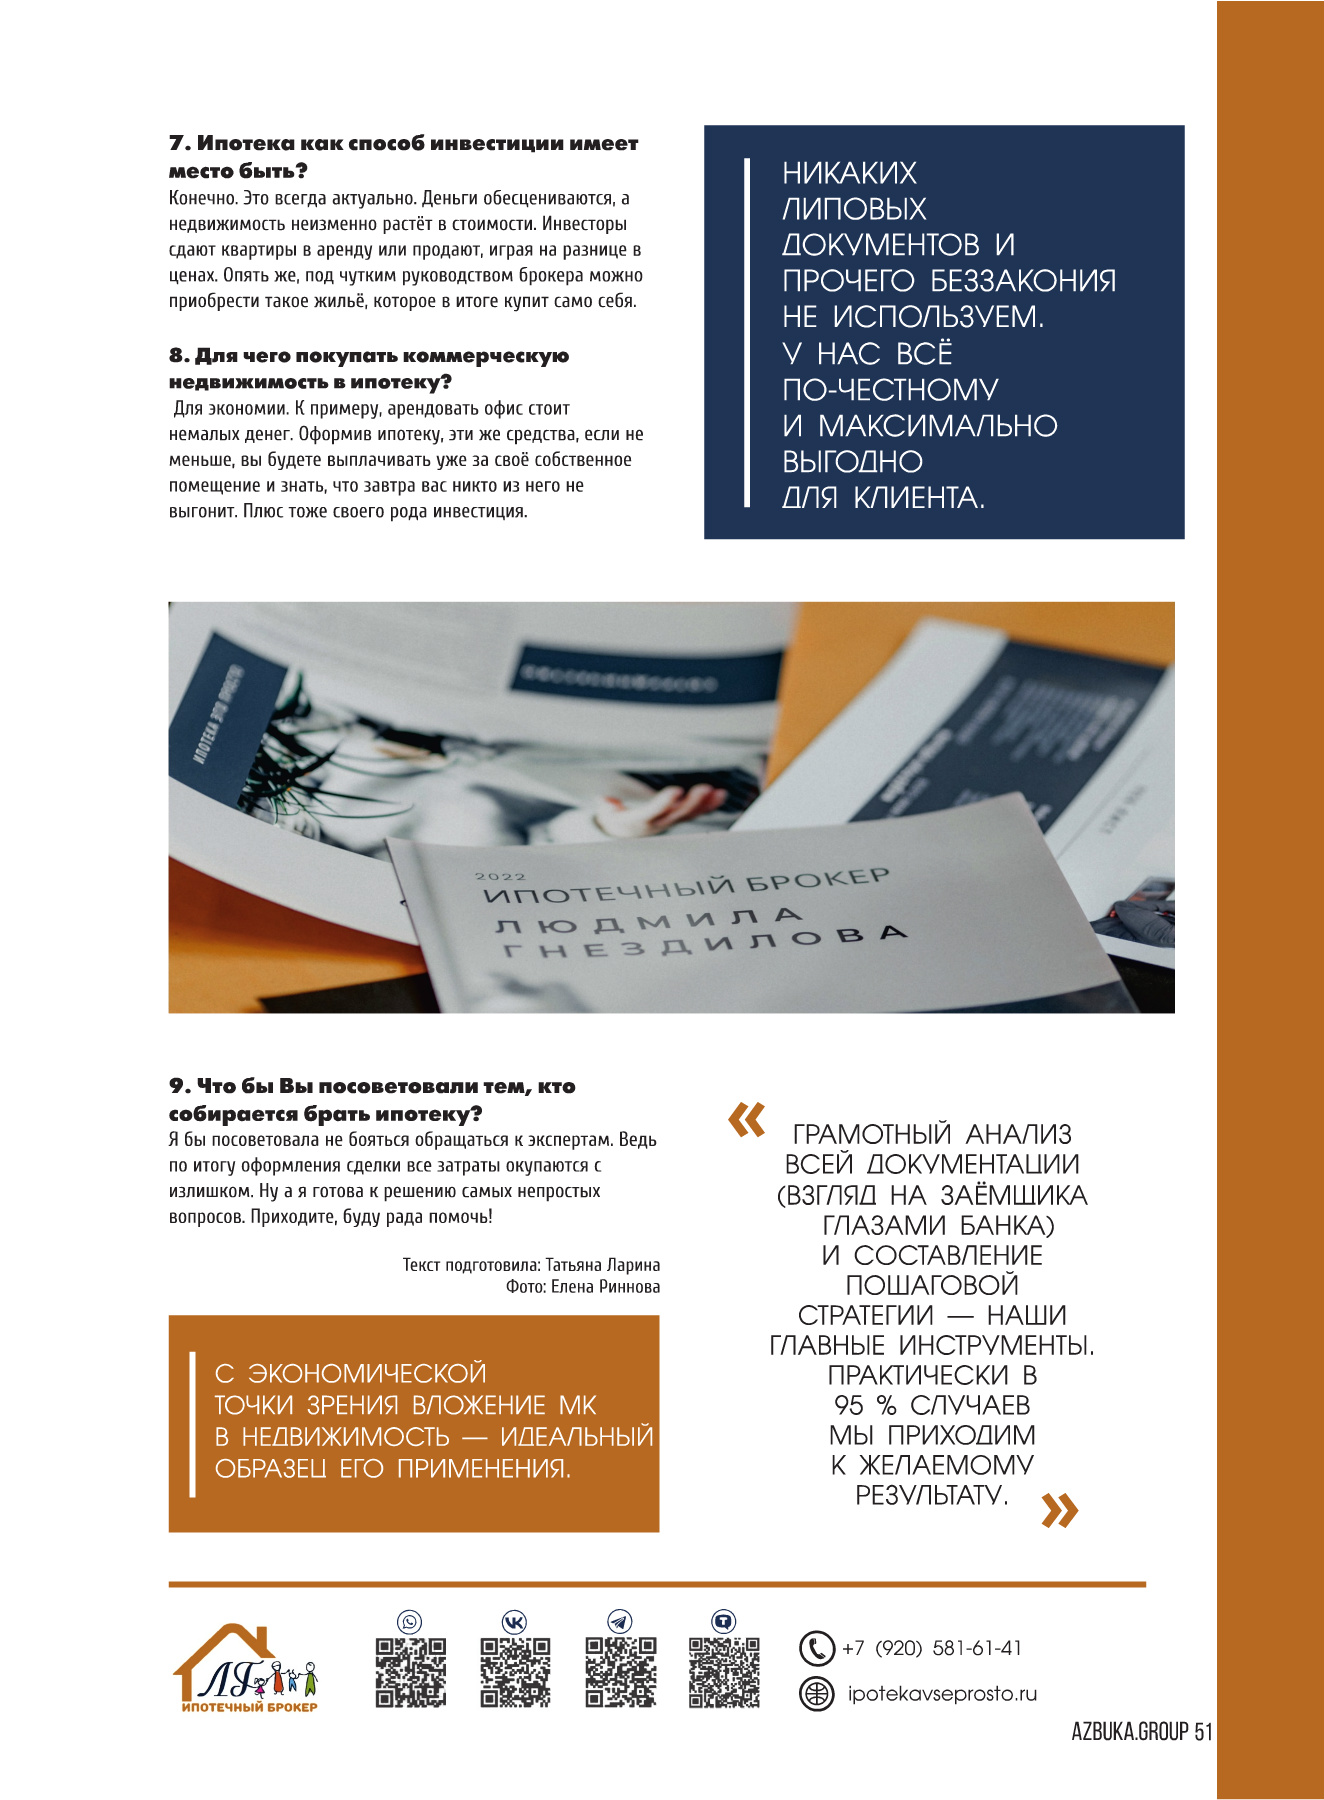 7. Ипотека как способ инвестиции имеет
место быть?
Конечно. Это всегда актуально. Деньги обесцениваются, а
недвижимость неизменно растёт в стоимости. Инвесторы
сдают квартиры в аренду или продают, играя на разнице в
ценах. Опять же, под чутким руководством брокера можно
приобрести такое жильё, которое в итоге купит само себя.
8. Для чего покупать коммерческую
недвижимость в ипотеку?
Для экономии. К примеру, арендовать офис стоит
немалых денег. Оформив ипотеку, эти же средства, если не
меньше, вы будете выплачивать уже за своё собственное
помещение и знать, что завтра вас никто из него не
выгонит. Плюс тоже своего рода инвестиция.
НИКАКИХ
ЛИПОВЫХ
ДОКУМЕНТОВ И
ПРОЧЕГО БЕЗЗАКОНИЯ
НЕ ИСПОЛЬЗУЕМ.
У НАС ВСЁ
ПО-ЧЕСТНОМУ
И МАКСИМАЛЬНО
ВЫГОДНО
ДЛЯ КЛИЕНТА.
ИПОТЕКА ЭТО ПРОСТО
2022
ИПОТЕЧНЫЙ БРОКЕР
ЛЮДМИЛА
ГНЕЗДИЛОВА
9. Что бы Вы посоветовали тем, кто
собирается брать ипотеку?
Я бы посоветовала не бояться обращаться к экспертам. Ведь
по итогу оформления сделки все затраты окупаются с
излишком. Ну а я готова к решению самых непростых
вопросов. Приходите, буду рада помочь!
Текст подготовила: Татьяна Ларина
Фото: Елена Риннова
С ЭКОНОМИЧЕСКОЙ
ТОЧКИ ЗРЕНИЯ ВЛОЖЕНИЕ МК
В НЕДВИЖИМОСТЬ — ИДЕАЛЬНЫЙ
ОБРАЗЕЦ ЕГО ПРИМЕНЕНИЯ.
« ГРАМОТНЫЙ АНАЛИЗ
ВСЕЙ ДОКУМЕНТАЦИИ
(ВЗГЛЯД НА ЗАЁМЩИКА
ГЛАЗАМИ БАНКА)
И СОСТАВЛЕНИЕ
ПОШАГОВОЙ
СТРАТЕГИИ — НАШИ
ГЛАВНЫЕ ИНСТРУМЕНТЫ.
ПРАКТИЧЕСКИ В
95 % СЛУЧАЕВ
МЫ ПРИХОДИМ
К ЖЕЛАЕМОМУ
РЕЗУЛЬТАТУ. »
ЛГ
ИПОТЕЧНЫЙ БРОКЕР
+7 (920) 581-61-41
ipotekavseprosto.ru
AZBUKA.GROUP 51